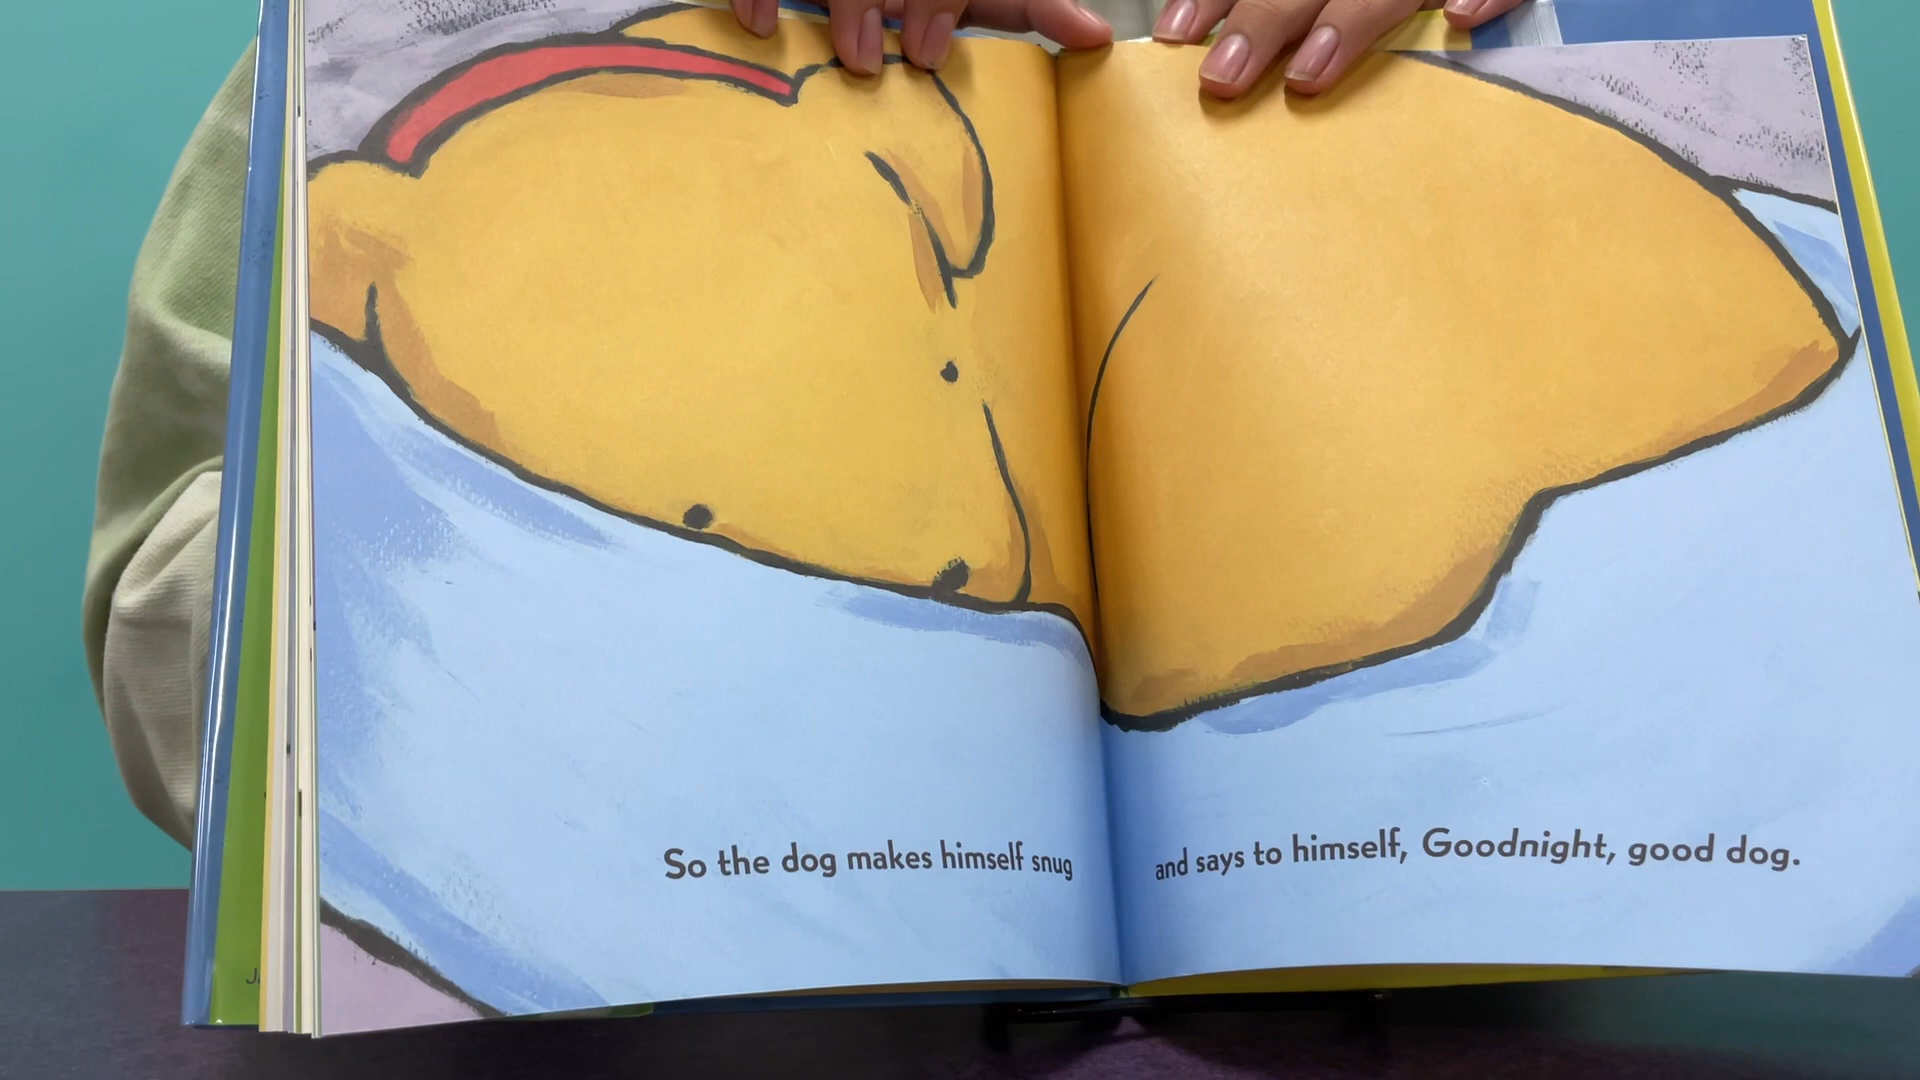 So the dog makes himself snug
and says to himself, Goodnight, good dog.